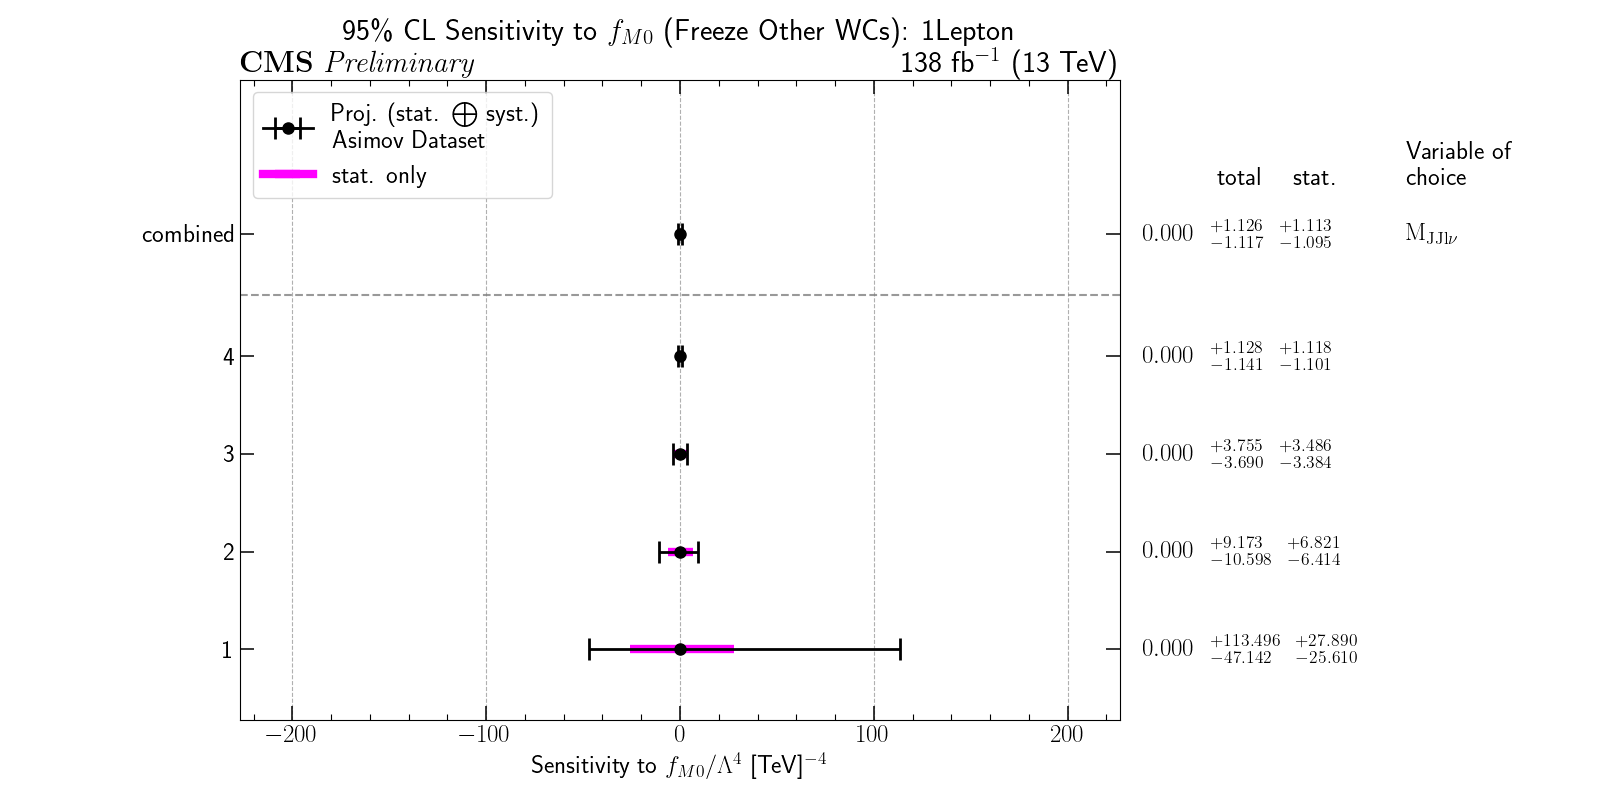 95% CL Sensitivity to f_{M0} (Freeze Other WCs): 1Lepton
CMS Preliminary 138 fb^{-1} (13 TeV)
Proj. (stat. ⨁ syst.)
Asimov Dataset
stat. only
Variable of
total stat. choice
combined 0.000 +1.126 −1.117 +1.113 −1.095 M_{JJlν}
4 0.000 +1.128 −1.141 +1.118 −1.101
3 0.000 +3.755 −3.690 +3.486 −3.384
2 0.000 +9.173 −10.598 +6.821 −6.414
1 0.000 +113.496 −47.142 +27.890 −25.610
−200 −100 0 100 200
Sensitivity to f_{M0}/Λ^4 [TeV]^{-4}